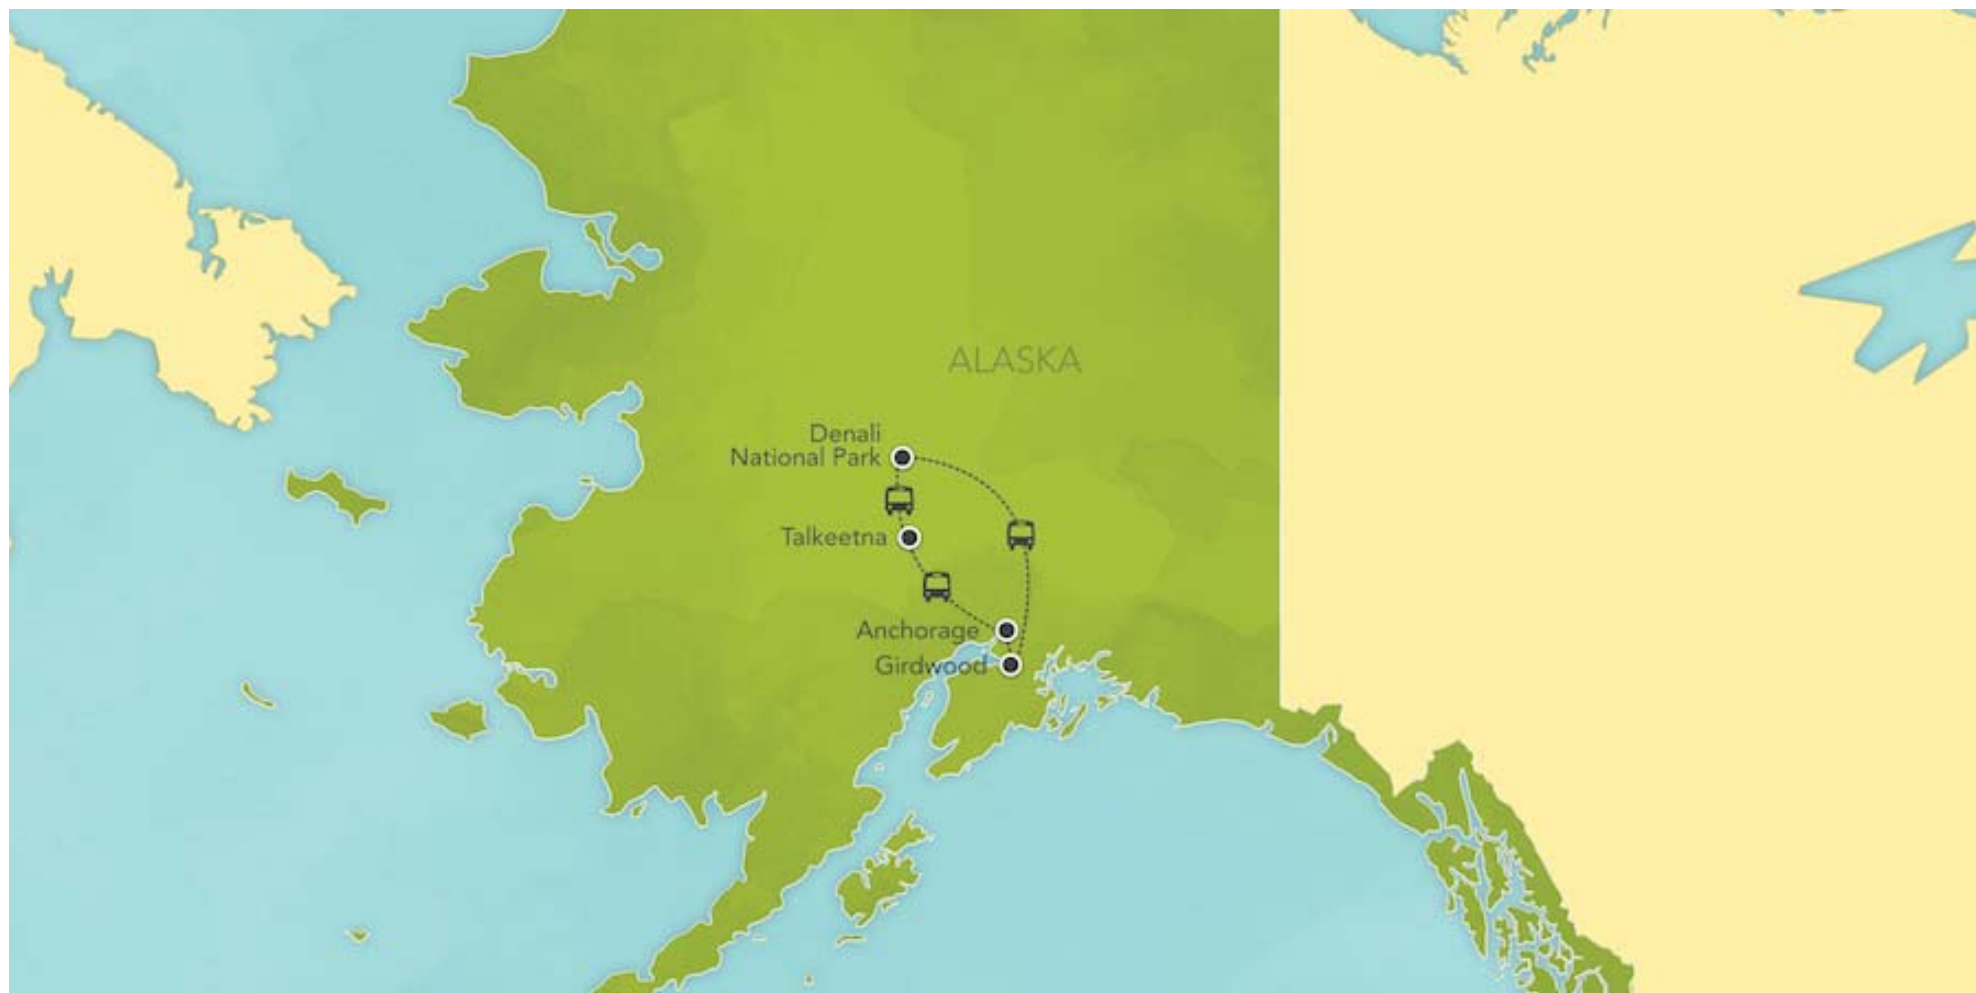 ALASKA
Denali
National Park
Talkeetna
Anchorage
Girdwood